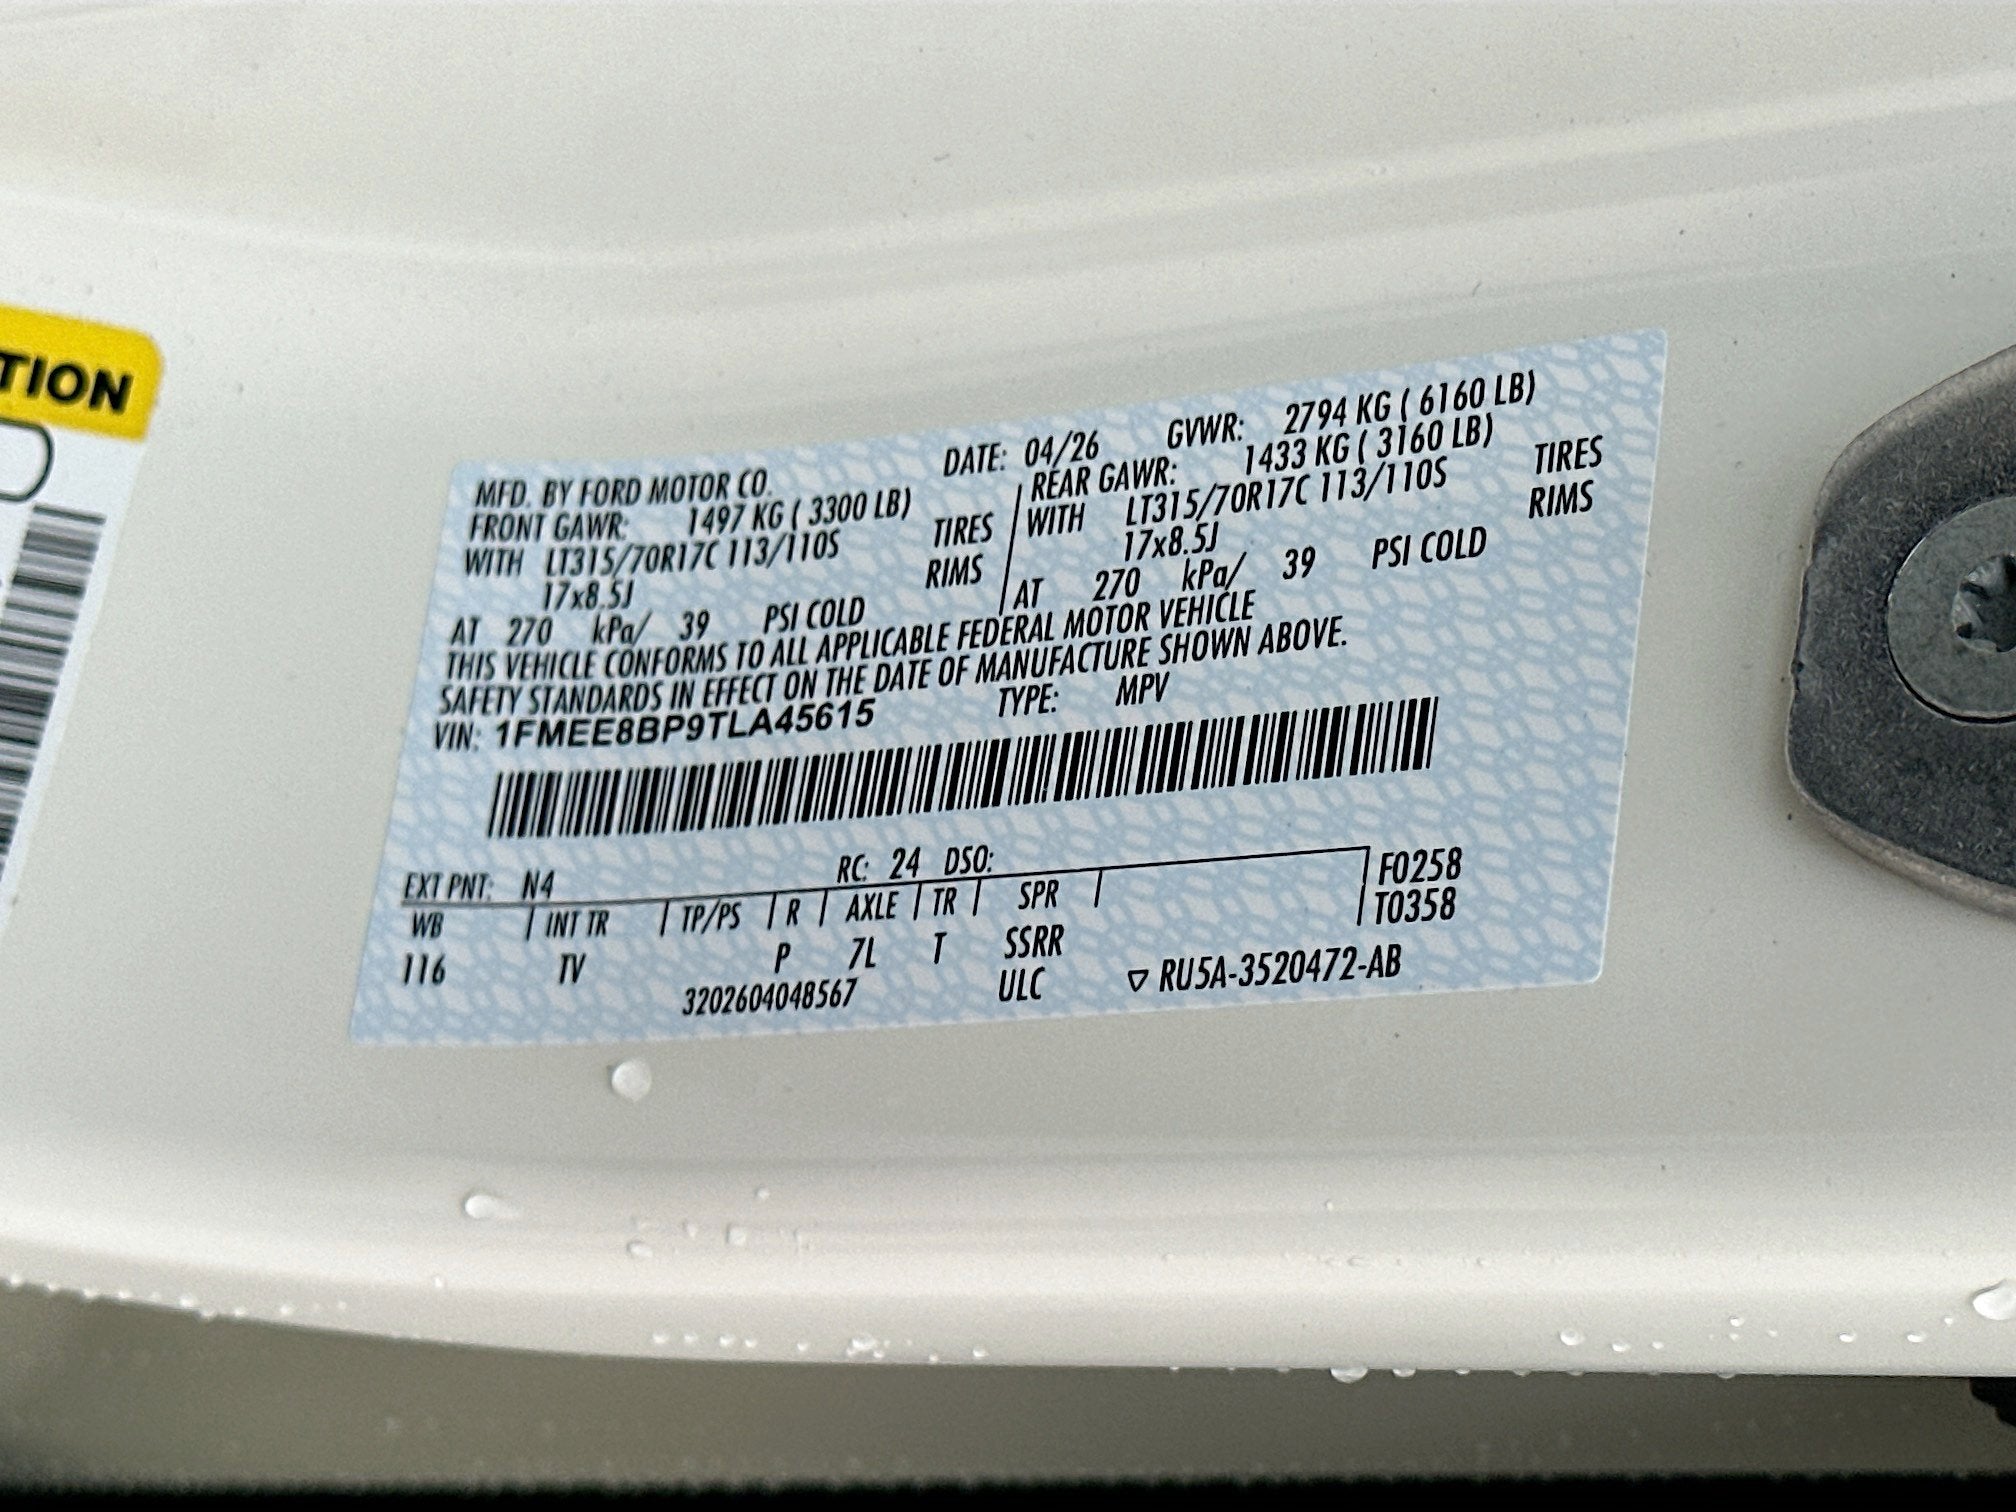 TION
MFD. BY FORD MOTOR CO. DATE: 04/26 GVWR: 2794 KG ( 6160 LB)
FRONT GAWR: 1497 KG ( 3300 LB) REAR GAWR: 1433 KG ( 3160 LB)
WITH LT315/70R17C 113/110S TIRES WITH LT315/70R17C 113/110S TIRES
17x8.5J RIMS 17x8.5J RIMS
AT 270 kPa/ 39 PSI COLD AT 270 kPa/ 39 PSI COLD
THIS VEHICLE CONFORMS TO ALL APPLICABLE FEDERAL MOTOR VEHICLE
SAFETY STANDARDS IN EFFECT ON THE DATE OF MANUFACTURE SHOWN ABOVE.
VIN: 1FMEE8BP9TLA45615 TYPE: MPV
EXT PNT: N4 RC: 24 DSO: F0258
WB INT TR TP/PS R AXLE TR SPR T0358
116 TV P 7L T SSRR
3202604048567 ULC ▽ RU5A-3520472-AB